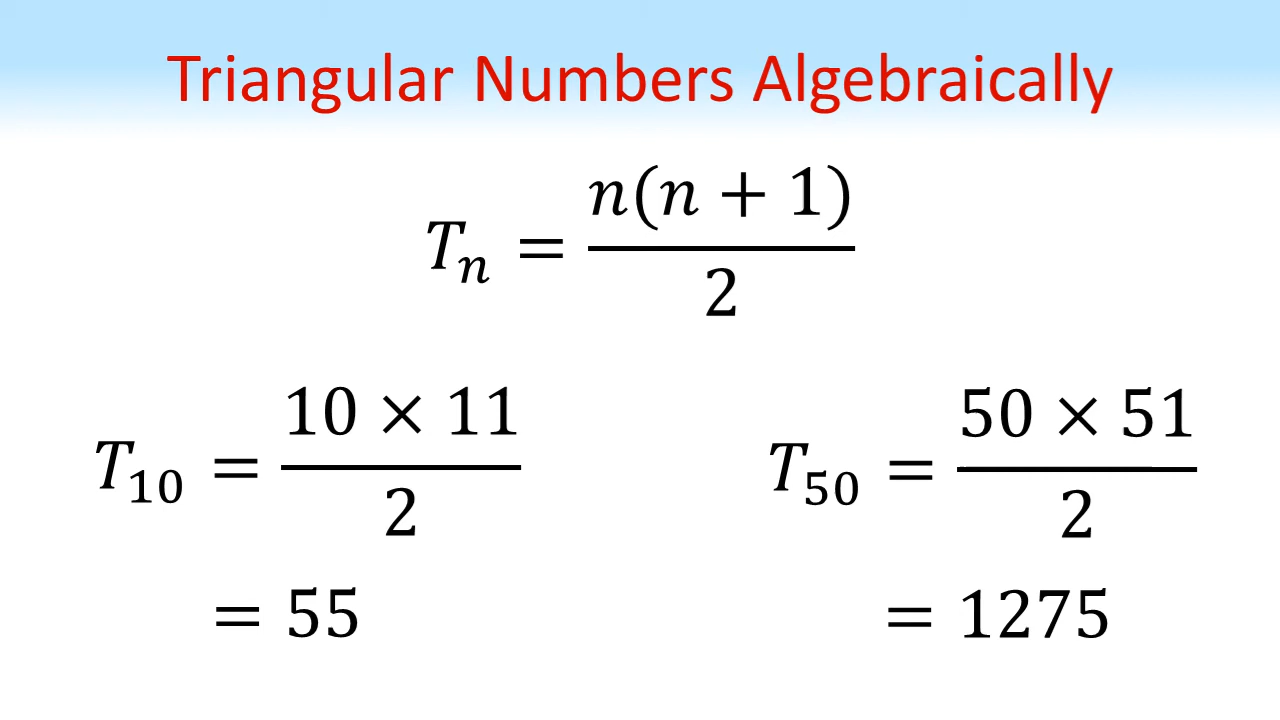 Triangular Numbers Algebraically
Tₙ = n(n + 1) / 2
T₁₀ = 10 × 11 / 2
= 55
T₅₀ = 50 × 51 / 2
= 1275